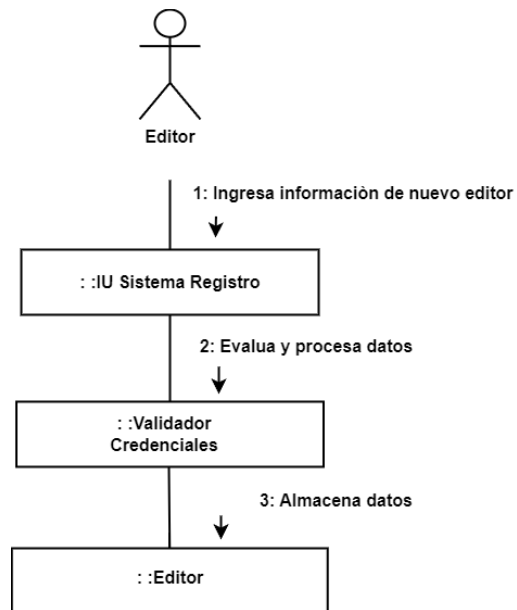 Editor
1: Ingresa informaciòn de nuevo editor
: :IU Sistema Registro
2: Evalua y procesa datos
: :Validador
Credenciales
3: Almacena datos
: :Editor